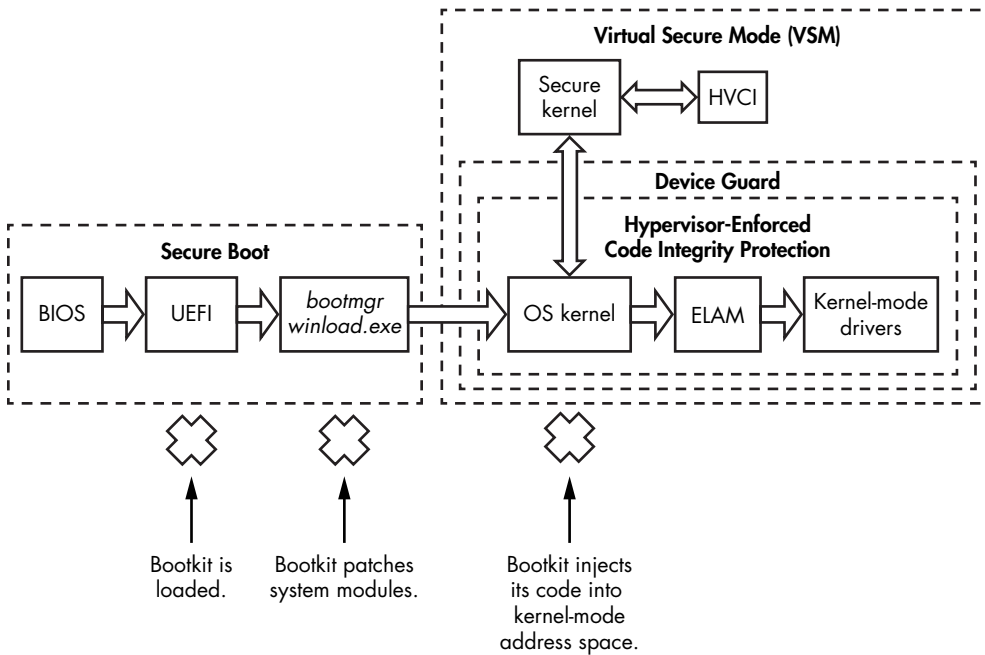 Virtual Secure Mode (VSM)
Secure
kernel
HVCI
Device Guard
Hypervisor-Enforced
Code Integrity Protection
Secure Boot
BIOS
UEFI
bootmgr
winload.exe
OS kernel
ELAM
Kernel-mode
drivers
Bootkit is
loaded.
Bootkit patches
system modules.
Bootkit injects
its code into
kernel-mode
address space.